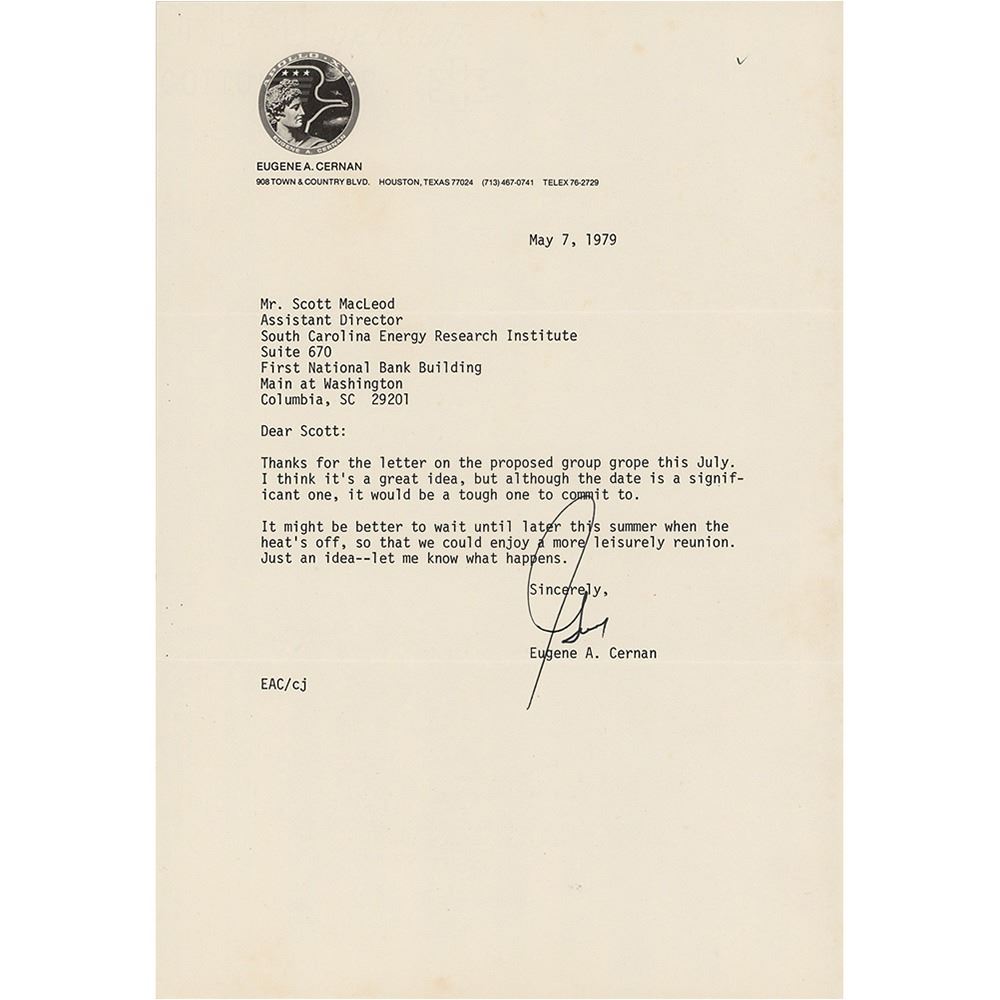 APOLLO XVII
EUGENE A. CERNAN
EUGENE A. CERNAN
908 TOWN & COUNTRY BLVD. HOUSTON, TEXAS 77024 (713) 467-0741 TELEX 76-2729
May 7, 1979
Mr. Scott MacLeod
Assistant Director
South Carolina Energy Research Institute
Suite 670
First National Bank Building
Main at Washington
Columbia, SC 29201
Dear Scott:
Thanks for the letter on the proposed group grope this July.
I think it's a great idea, but although the date is a signif-
icant one, it would be a tough one to commit to.
It might be better to wait until later this summer when the
heat's off, so that we could enjoy a more leisurely reunion.
Just an idea--let me know what happens.
Sincerely,
Eugene A. Cernan
EAC/cj